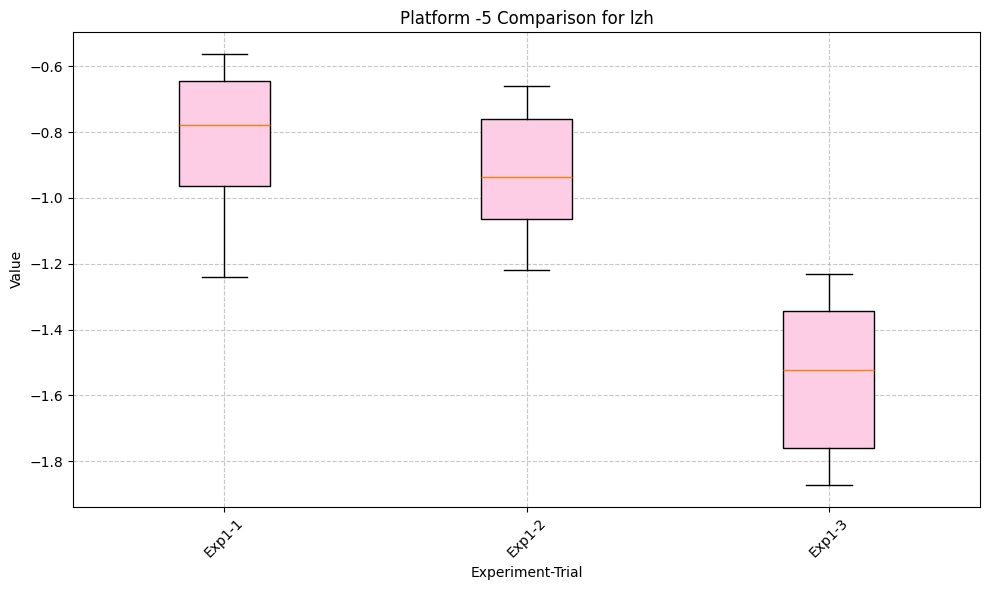 Platform -5 Comparison for lzh
Value
−0.6
−0.8
−1.0
−1.2
−1.4
−1.6
−1.8
Exp1-1
Exp1-2
Exp1-3
Experiment-Trial